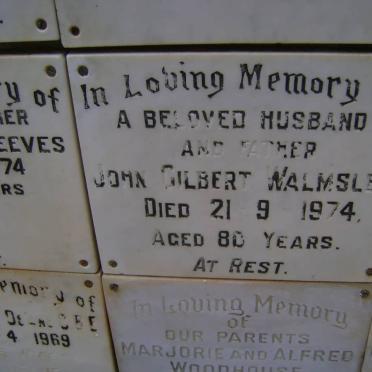 ry of
ER
EEVES
74
RS
In Loving Memory
A BELOVED HUSBAND
AND FATHER
JOHN GILBERT WALMSLE
DIED 21 9 1974.
AGED 80 YEARS.
AT REST.
emory of
4 1969
In Loving Memory
of
OUR PARENTS
MARJORIE AND ALFRED
WOODHOUSE